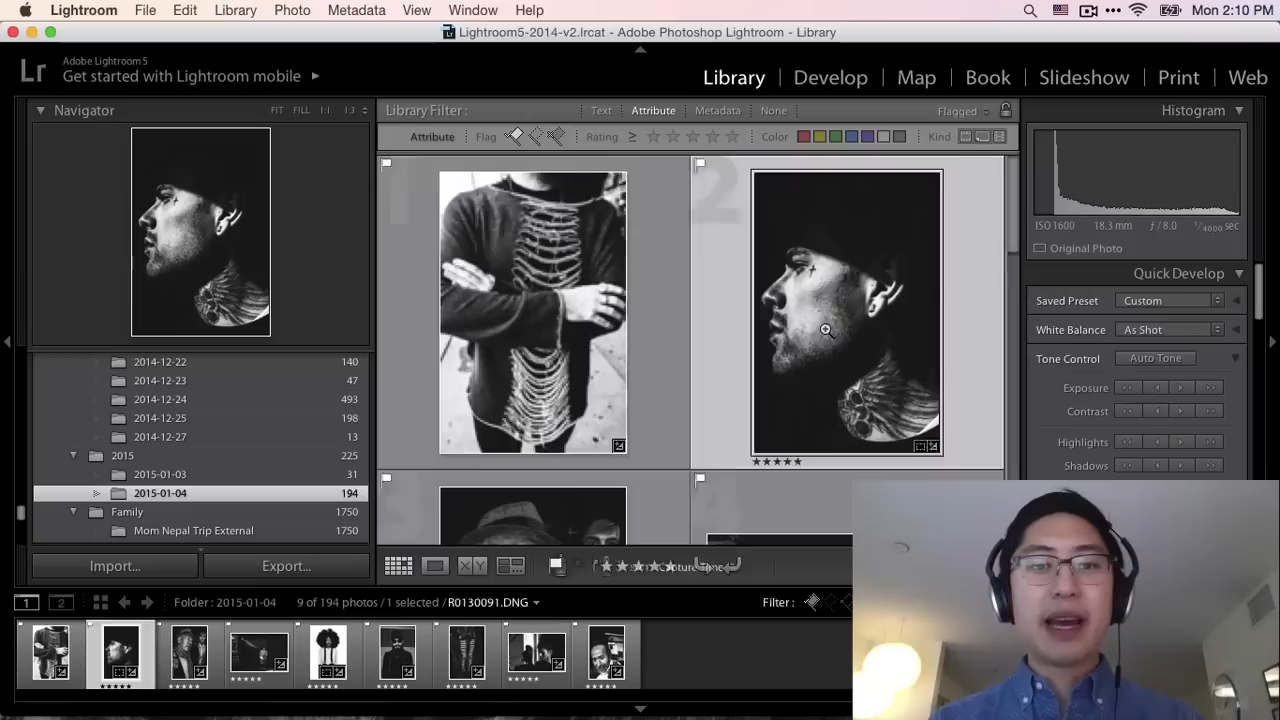 Lightroom File Edit Library Photo Metadata View Window Help Mon 2:10 PM
Lr Lightroom5-2014-v2.lrcat - Adobe Photoshop Lightroom - Library
Lr Adobe Lightroom 5
Get started with Lightroom mobile
Library Develop Map Book Slideshow Print Web
Navigator FIT FILL 1:1 1:3
Library Filter: Text Attribute Metadata None Flagged
Histogram
Attribute Flag Rating ≥ Color Kind
2
ISO 1600 18.3 mm ƒ / 8.0 1/4000 sec
Original Photo
Quick Develop
Saved Preset Custom
White Balance As Shot
Tone Control Auto Tone
Exposure
Contrast
Highlights
Shadows
2014-12-22 140
2014-12-23 47
2014-12-24 493
2014-12-25 198
2014-12-27 13
2015 225
2015-01-03 31
2015-01-04 194
Family 1750
Mom Nepal Trip External 1750
Import... Export...
XY
1 2 Folder: 2015-01-04 9 of 194 photos / 1 selected / R0130091.DNG Filter: